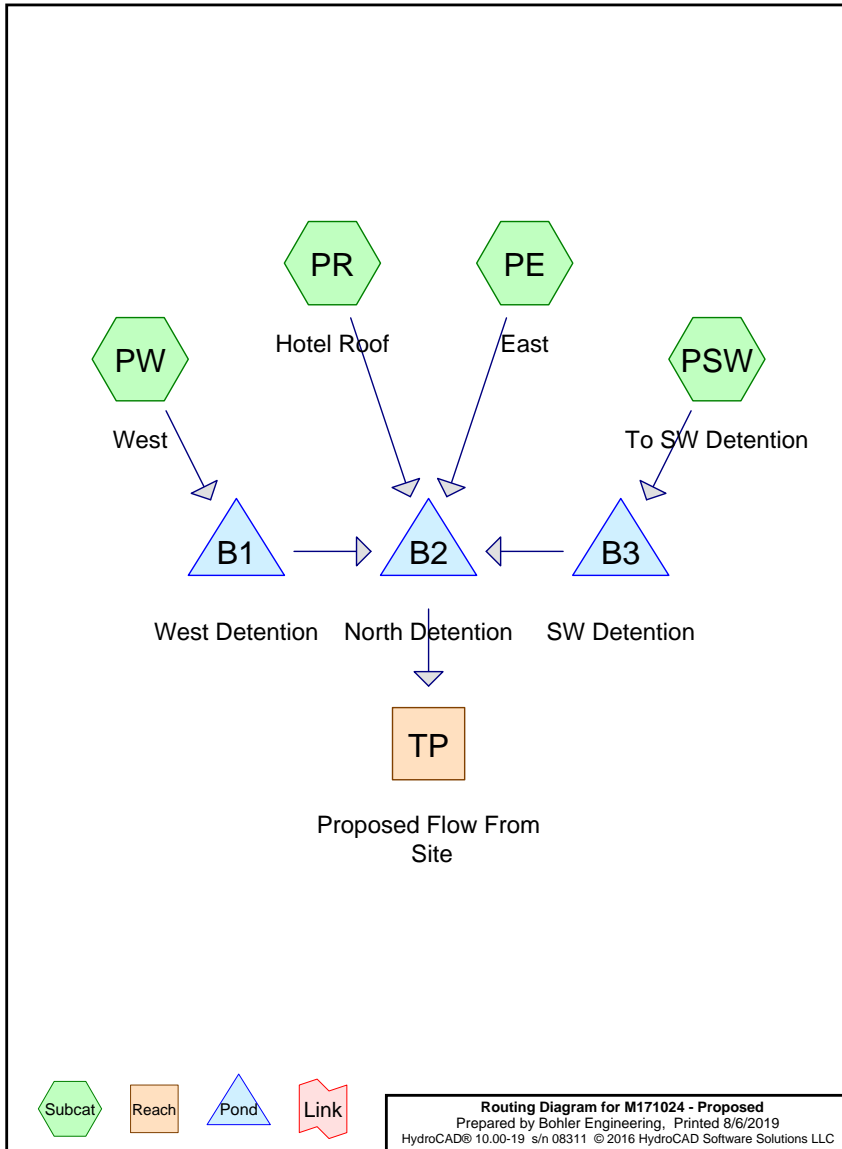 PR
PE
PW
PSW
Hotel Roof
East
West
To SW Detention
B1
B2
B3
West Detention
North Detention
SW Detention
TP
Proposed Flow From
Site
Subcat
Reach
Pond
Link
Routing Diagram for M171024 - Proposed
Prepared by Bohler Engineering, Printed 8/6/2019
HydroCAD® 10.00-19 s/n 08311 © 2016 HydroCAD Software Solutions LLC